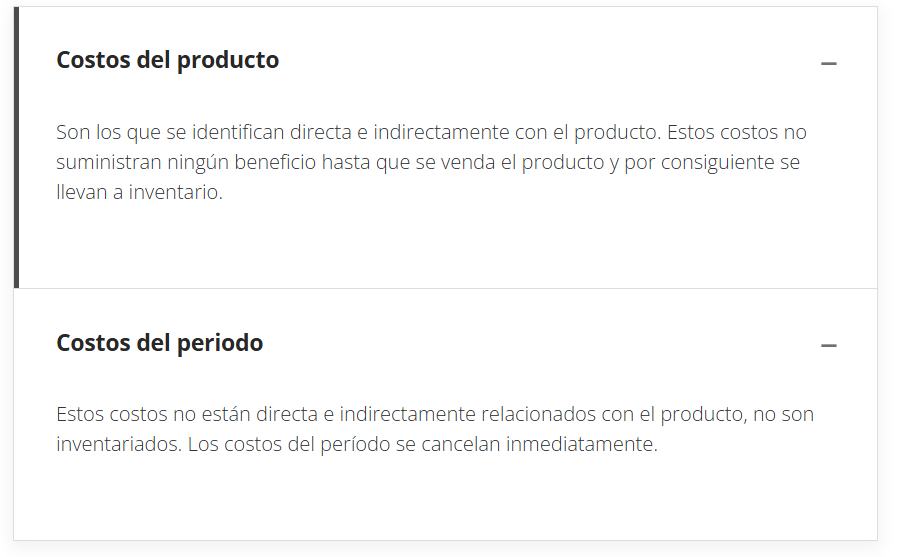 Costos del producto
Son los que se identifican directa e indirectamente con el producto. Estos costos no
suministran ningún beneficio hasta que se venda el producto y por consiguiente se
llevan a inventario.
Costos del periodo
Estos costos no están directa e indirectamente relacionados con el producto, no son
inventariados. Los costos del período se cancelan inmediatamente.